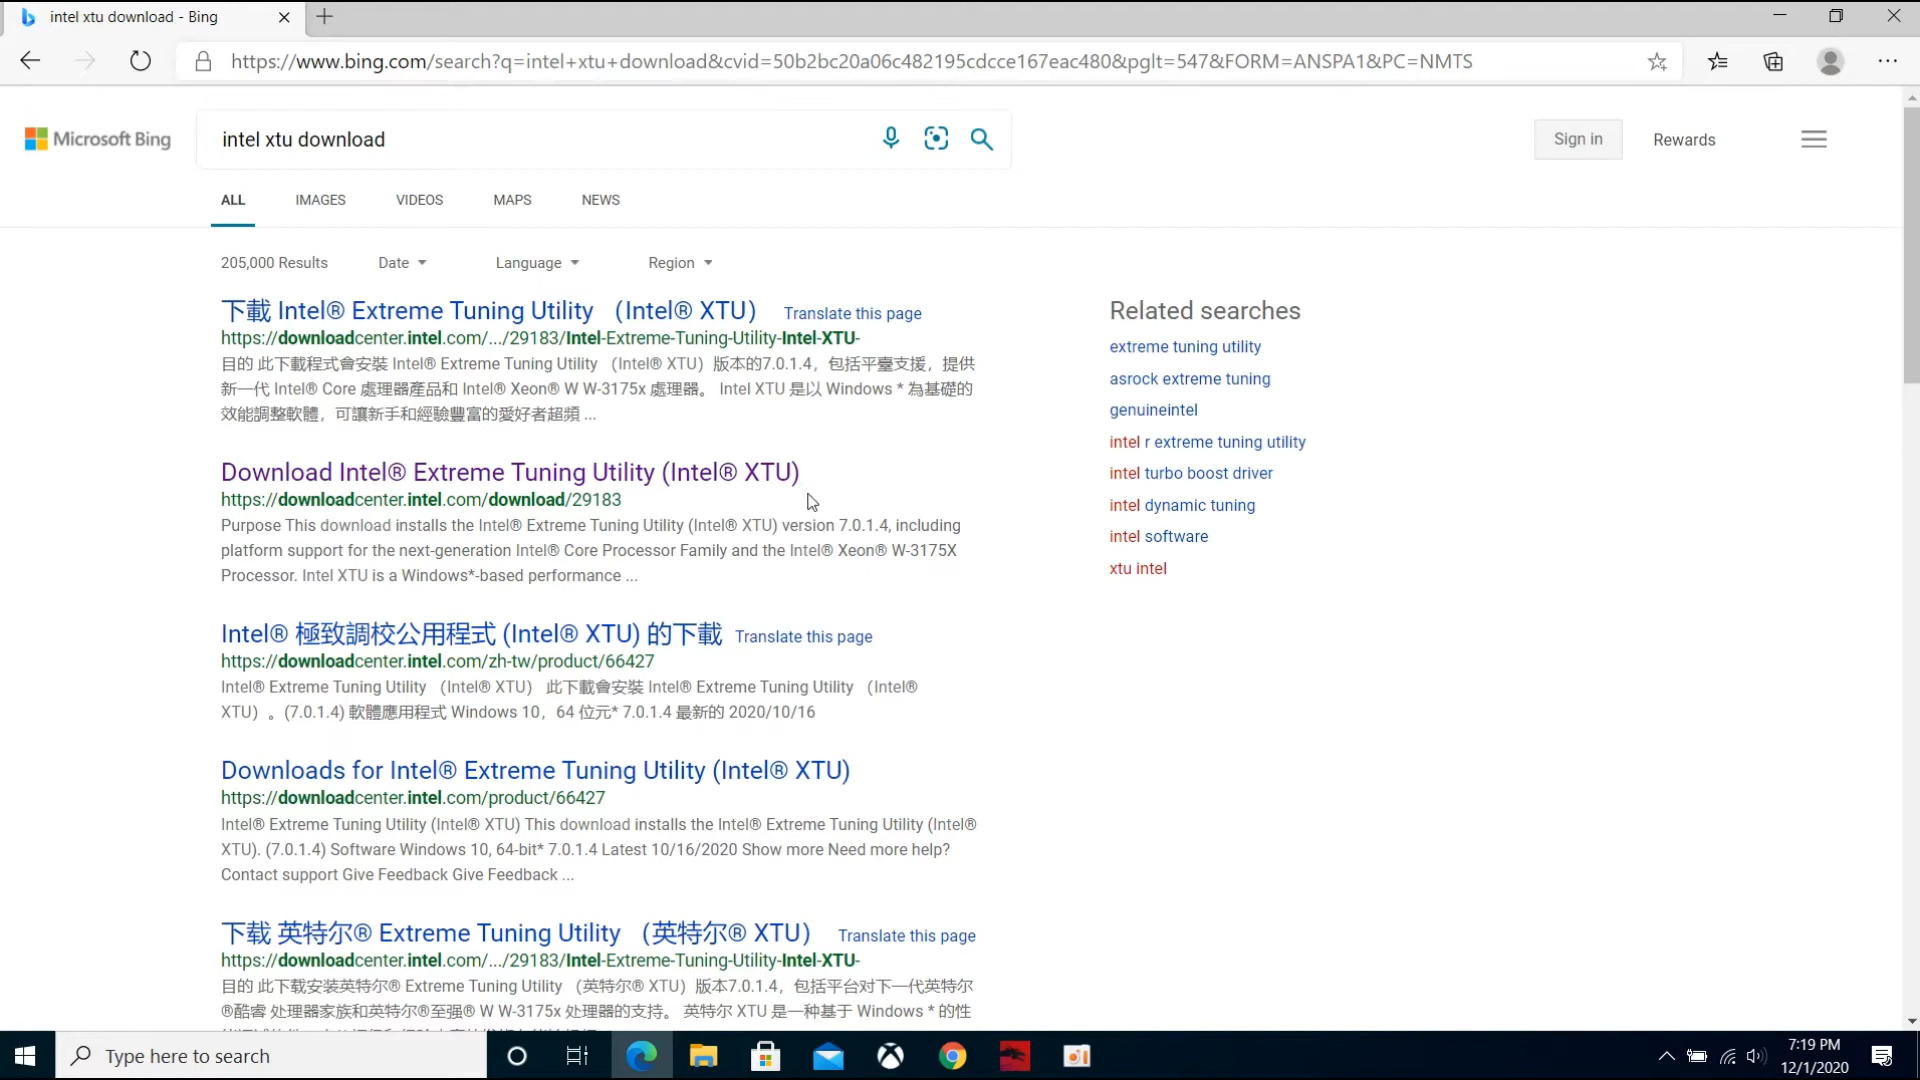 intel xtu download - Bing
https://www.bing.com/search?q=intel+xtu+download&cvid=50b2bc20a06c482195cdcce167eac480&pglt=547&FORM=ANSPA1&PC=NMTS
Microsoft Bing
intel xtu download
Sign in
Rewards
ALL IMAGES VIDEOS MAPS NEWS
205,000 Results Date Language Region
下載 Intel® Extreme Tuning Utility （Intel® XTU） Translate this page
https://downloadcenter.intel.com/.../29183/Intel-Extreme-Tuning-Utility-Intel-XTU-
目的 此下載程式會安裝 Intel® Extreme Tuning Utility （Intel® XTU）版本的7.0.1.4，包括平臺支援，提供
新一代 Intel® Core 處理器產品和 Intel® Xeon® W W-3175x 處理器。 Intel XTU 是以 Windows * 為基礎的
效能調整軟體，可讓新手和經驗豐富的愛好者超頻 ...
Download Intel® Extreme Tuning Utility (Intel® XTU)
https://downloadcenter.intel.com/download/29183
Purpose This download installs the Intel® Extreme Tuning Utility (Intel® XTU) version 7.0.1.4, including
platform support for the next-generation Intel® Core Processor Family and the Intel® Xeon® W-3175X
Processor. Intel XTU is a Windows*-based performance ...
Intel® 極致調校公用程式 (Intel® XTU) 的下載 Translate this page
https://downloadcenter.intel.com/zh-tw/product/66427
Intel® Extreme Tuning Utility （Intel® XTU） 此下載會安裝 Intel® Extreme Tuning Utility （Intel®
XTU）。(7.0.1.4) 軟體應用程式 Windows 10，64 位元* 7.0.1.4 最新的 2020/10/16
Downloads for Intel® Extreme Tuning Utility (Intel® XTU)
https://downloadcenter.intel.com/product/66427
Intel® Extreme Tuning Utility (Intel® XTU) This download installs the Intel® Extreme Tuning Utility (Intel®
XTU). (7.0.1.4) Software Windows 10, 64-bit* 7.0.1.4 Latest 10/16/2020 Show more Need more help?
Contact support Give Feedback Give Feedback ...
下载 英特尔® Extreme Tuning Utility （英特尔® XTU） Translate this page
https://downloadcenter.intel.com/.../29183/Intel-Extreme-Tuning-Utility-Intel-XTU-
目的 此下载安装英特尔® Extreme Tuning Utility （英特尔® XTU）版本7.0.1.4，包括平台对下一代英特尔
®酷睿 处理器家族和英特尔®至强® W W-3175x 处理器的支持。 英特尔 XTU 是一种基于 Windows * 的性
Related searches
extreme tuning utility
asrock extreme tuning
genuineintel
intel r extreme tuning utility
intel turbo boost driver
intel dynamic tuning
intel software
xtu intel
Type here to search
7:19 PM
12/1/2020